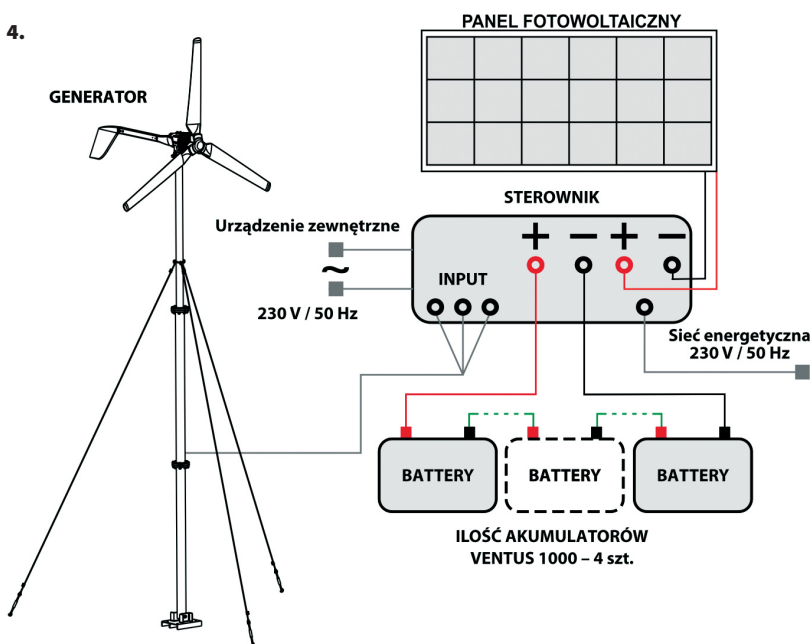 4.
PANEL FOTOWOLTAICZNY
GENERATOR
STEROWNIK
Urządzenie zewnętrzne
~
230 V / 50 Hz
+ − + −
INPUT
Sieć energetyczna
230 V / 50 Hz
BATTERY
BATTERY
BATTERY
ILOŚĆ AKUMULATORÓW
VENTUS 1000 – 4 szt.